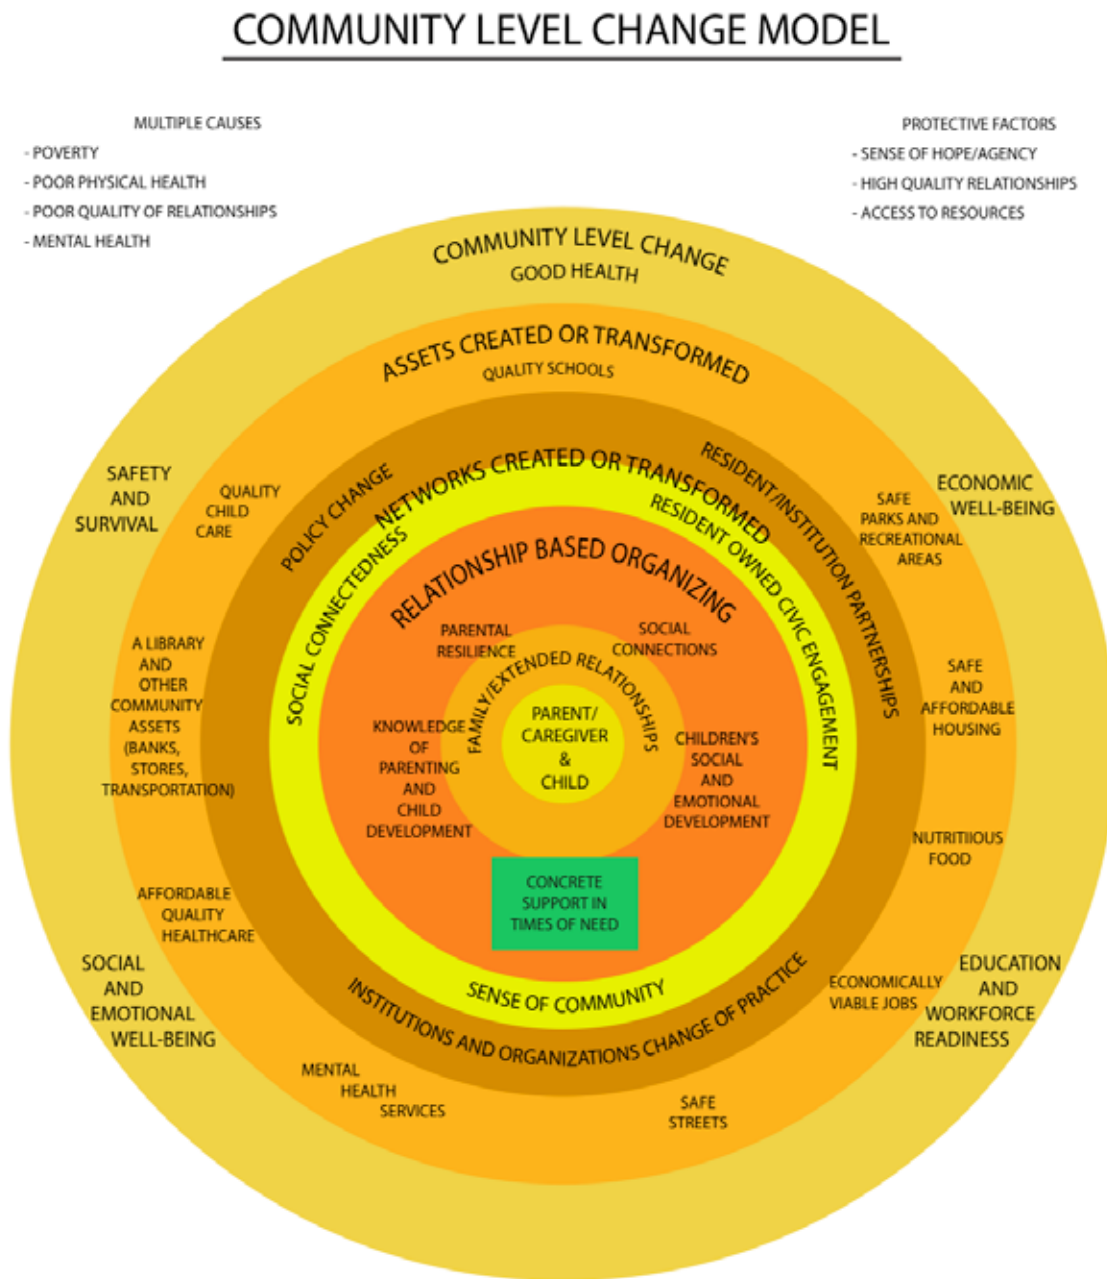 COMMUNITY LEVEL CHANGE MODEL
MULTIPLE CAUSES
- POVERTY
- POOR PHYSICAL HEALTH
- POOR QUALITY OF RELATIONSHIPS
- MENTAL HEALTH
PROTECTIVE FACTORS
- SENSE OF HOPE/AGENCY
- HIGH QUALITY RELATIONSHIPS
- ACCESS TO RESOURCES
COMMUNITY LEVEL CHANGE
GOOD HEALTH
SAFETY
AND
SURVIVAL
ECONOMIC
WELL-BEING
SOCIAL
AND
EMOTIONAL
WELL-BEING
EDUCATION
AND
WORKFORCE
READINESS
ASSETS CREATED OR TRANSFORMED
QUALITY SCHOOLS
QUALITY
CHILD
CARE
SAFE
PARKS AND
RECREATIONAL
AREAS
A LIBRARY
AND
OTHER
COMMUNITY
ASSETS
(BANKS,
STORES,
TRANSPORTATION)
SAFE
AND
AFFORDABLE
HOUSING
NUTRITIIOUS
FOOD
AFFORDABLE
QUALITY
HEALTHCARE
ECONOMICALLY
VIABLE JOBS
MENTAL
HEALTH
SERVICES
SAFE
STREETS
NETWORKS CREATED OR TRANSFORMED
POLICY CHANGE
RESIDENT/INSTITUTION PARTNERSHIPS
INSTITUTIONS AND ORGANIZATIONS CHANGE OF PRACTICE
SOCIAL CONNECTEDNESS
RESIDENT OWNED CIVIC ENGAGEMENT
SENSE OF COMMUNITY
RELATIONSHIP BASED ORGANIZING
PARENTAL
RESILIENCE
SOCIAL
CONNECTIONS
KNOWLEDGE
OF
PARENTING
AND
CHILD
DEVELOPMENT
CHILDREN'S
SOCIAL
AND
EMOTIONAL
DEVELOPMENT
FAMILY/EXTENDED RELATIONSHIPS
PARENT/
CAREGIVER
&
CHILD
CONCRETE
SUPPORT IN
TIMES OF NEED